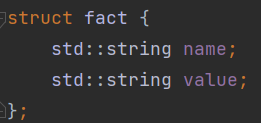 struct fact {
    std::string name;
    std::string value;
};